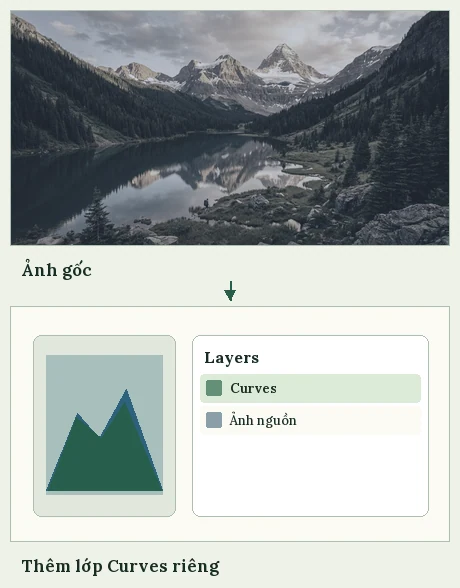 Ảnh gốc
Layers
Curves
Ảnh nguồn
Thêm lớp Curves riêng